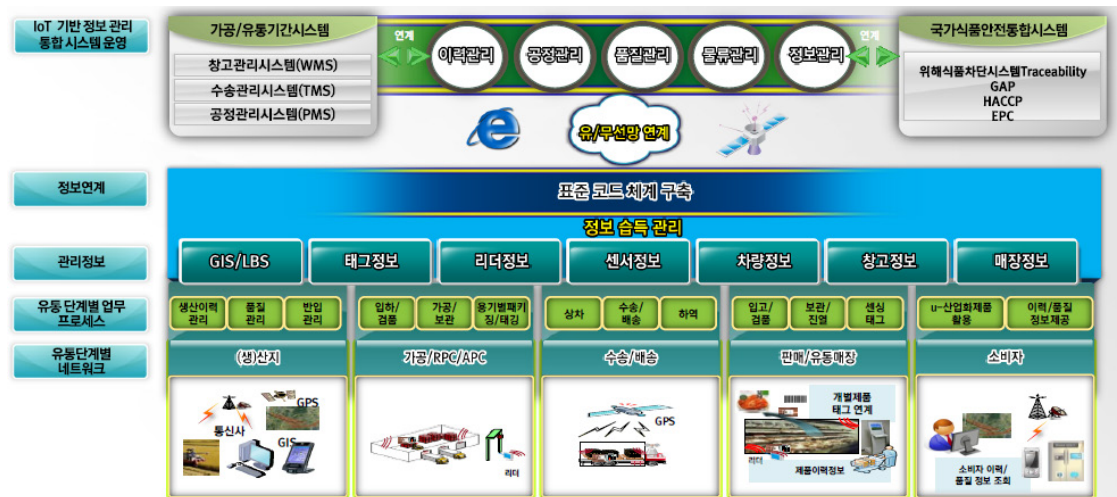 IoT 기반 정보 관리
통합 시스템 운영
가공/유통기간시스템
창고관리시스템(WMS)
수송관리시스템(TMS)
공정관리시스템(PMS)
연계
이력관리
공정관리
품질관리
물류관리
정보관리
연계
국가식품안전통합시스템
위해식품차단시스템Traceability
GAP
HACCP
EPC
유/무선망 연계
정보연계
표준 코드 체계 구축
정보 습득 관리
관리정보
GIS/LBS
태그정보
리더정보
센서정보
차량정보
창고정보
매장정보
유통 단계별 업무
프로세스
생산이력
관리
품질
관리
반입
관리
입하/
검품
가공/
보관
용기별패키
징/태깅
상차
수송/
배송
하역
입고/
검품
보관/
진열
센싱
태그
u-산업화제품
활용
이력/품질
정보제공
유통단계별
네트워크
(생)산지
가공/RPC/APC
수송/배송
판매/유통매장
소비자
GPS
통신사
GIS
리더
GPS
개별제품
태그 연계
리더
제품이력정보
소비자 이력/
품질 정보 조회